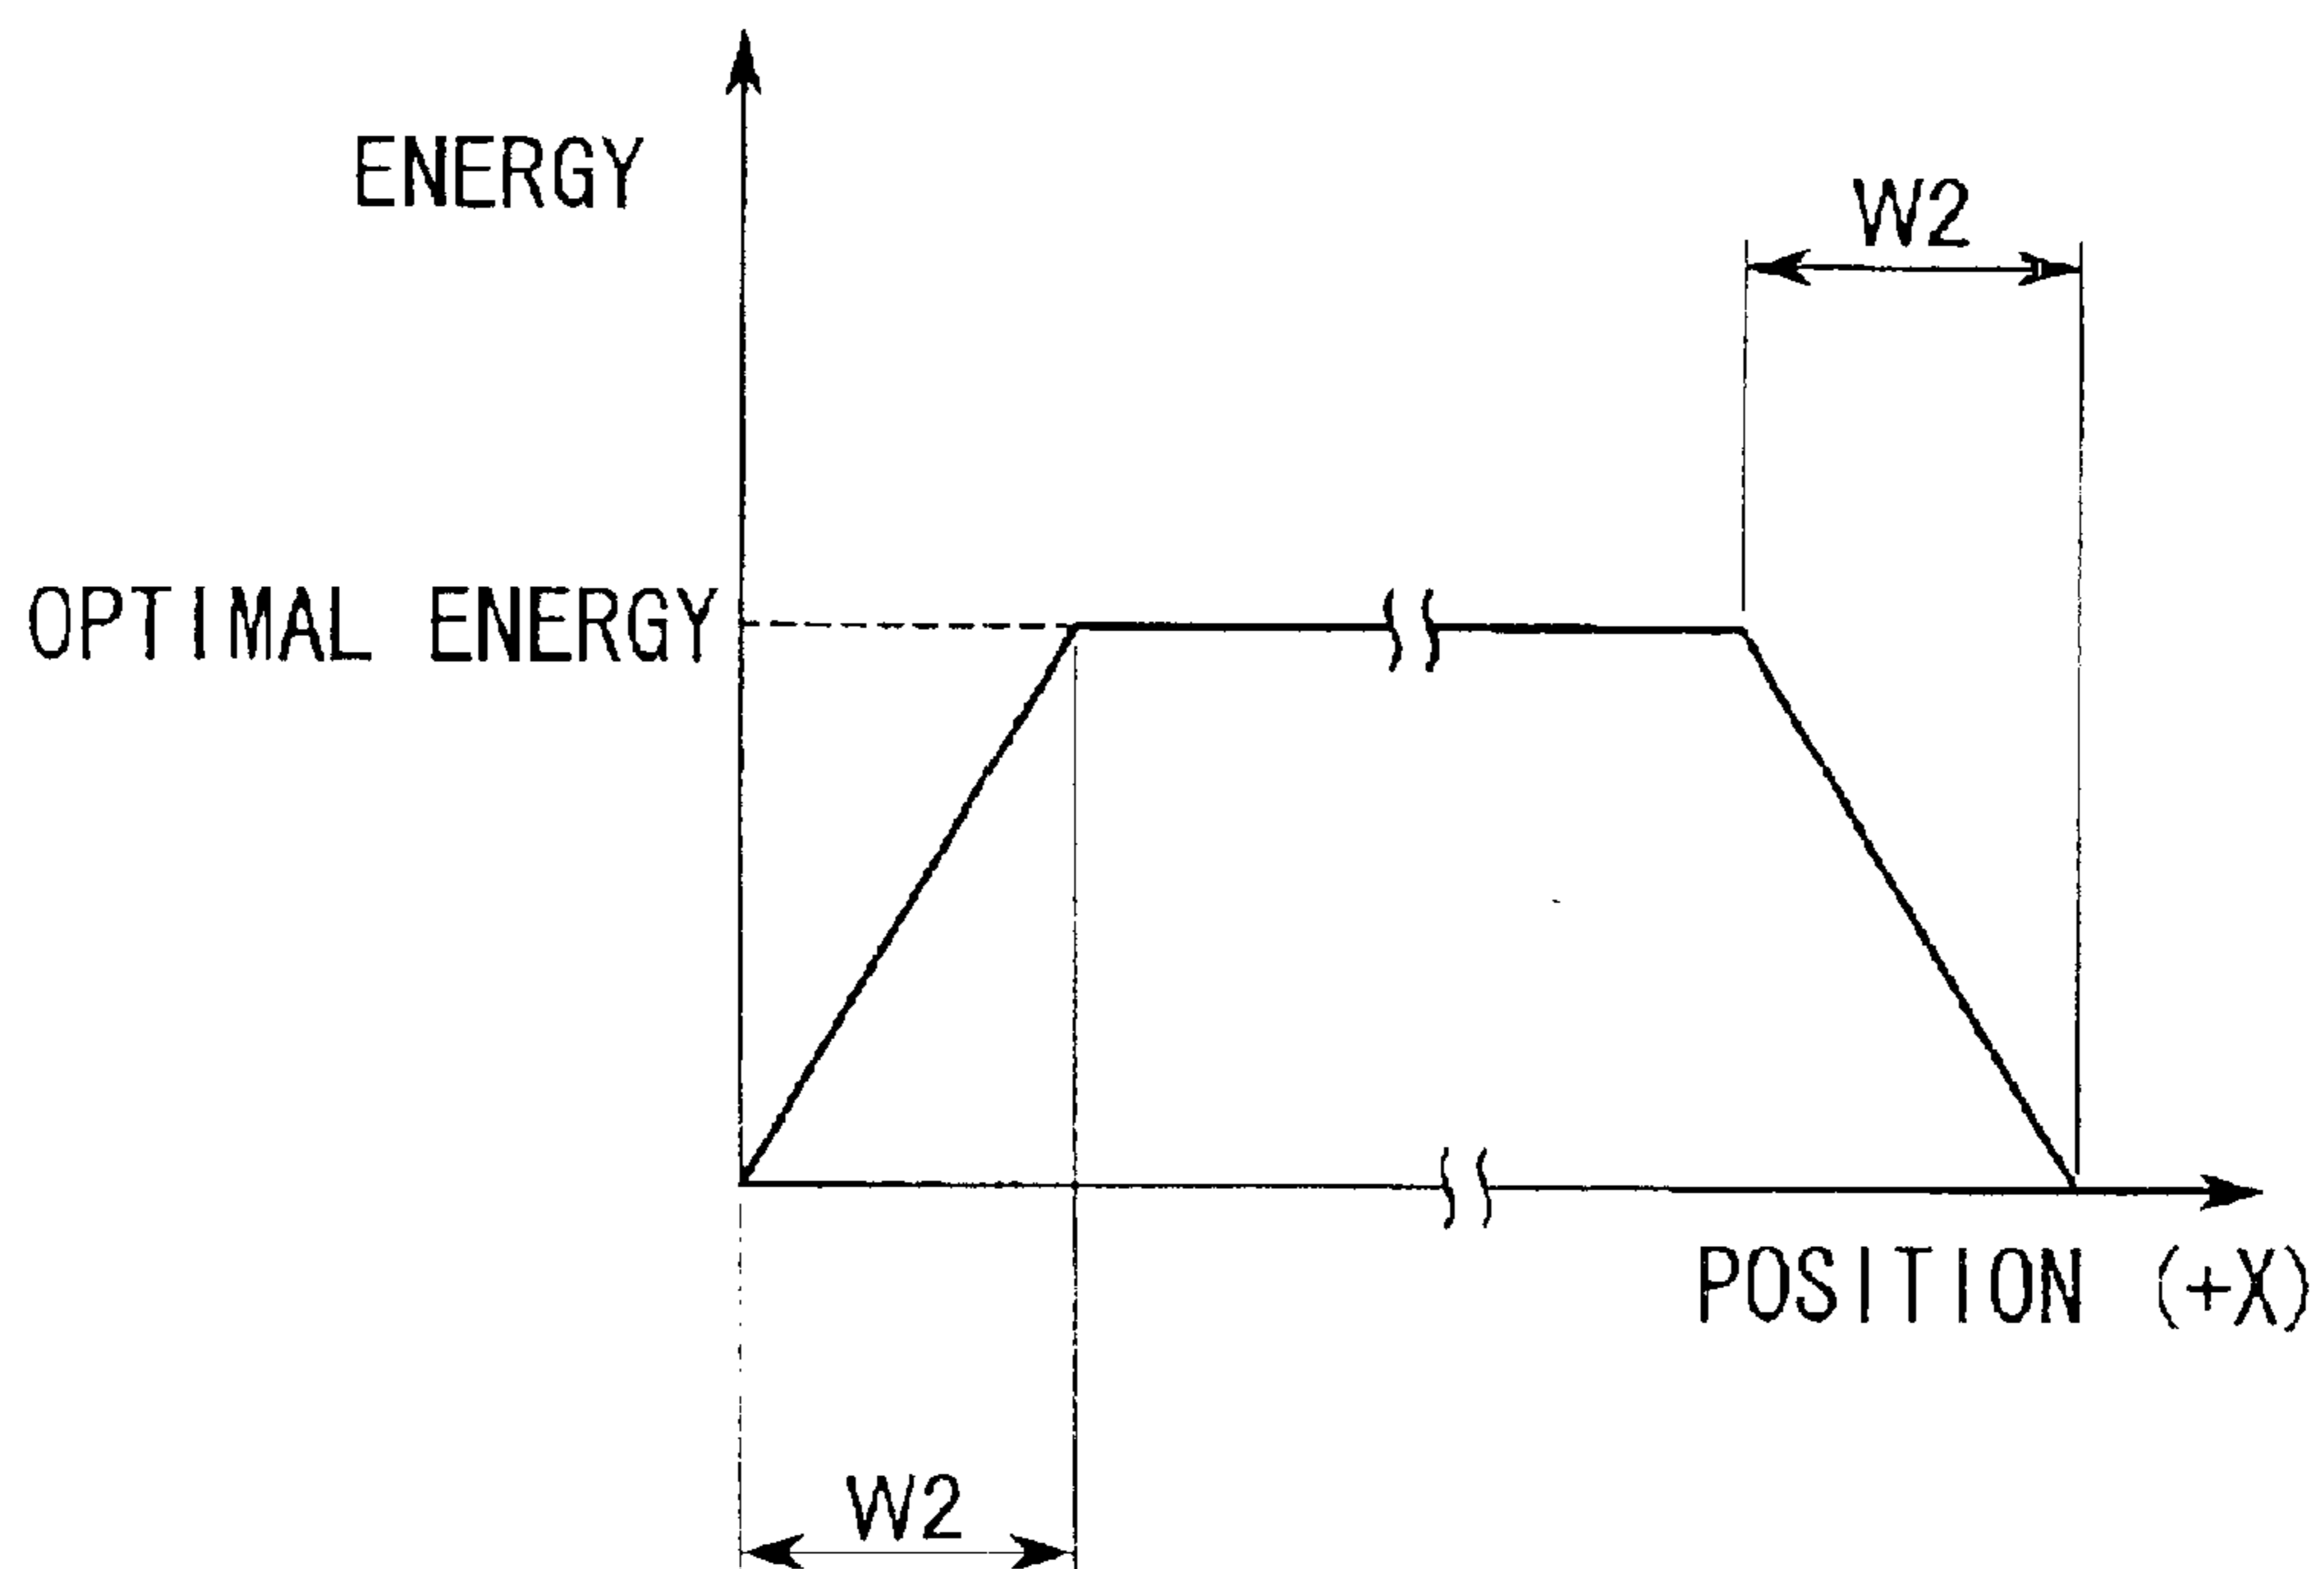 ENERGY
W2
OPTIMAL ENERGY
POSITION (+X)
W2